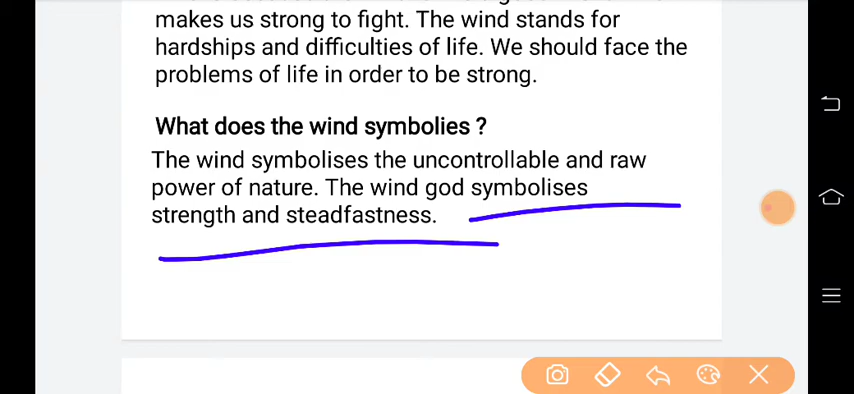 makes us strong to fight. The wind stands for
hardships and difficulties of life. We should face the
problems of life in order to be strong.
What does the wind symbolies ?
The wind symbolises the uncontrollable and raw
power of nature. The wind god symbolises
strength and steadfastness.